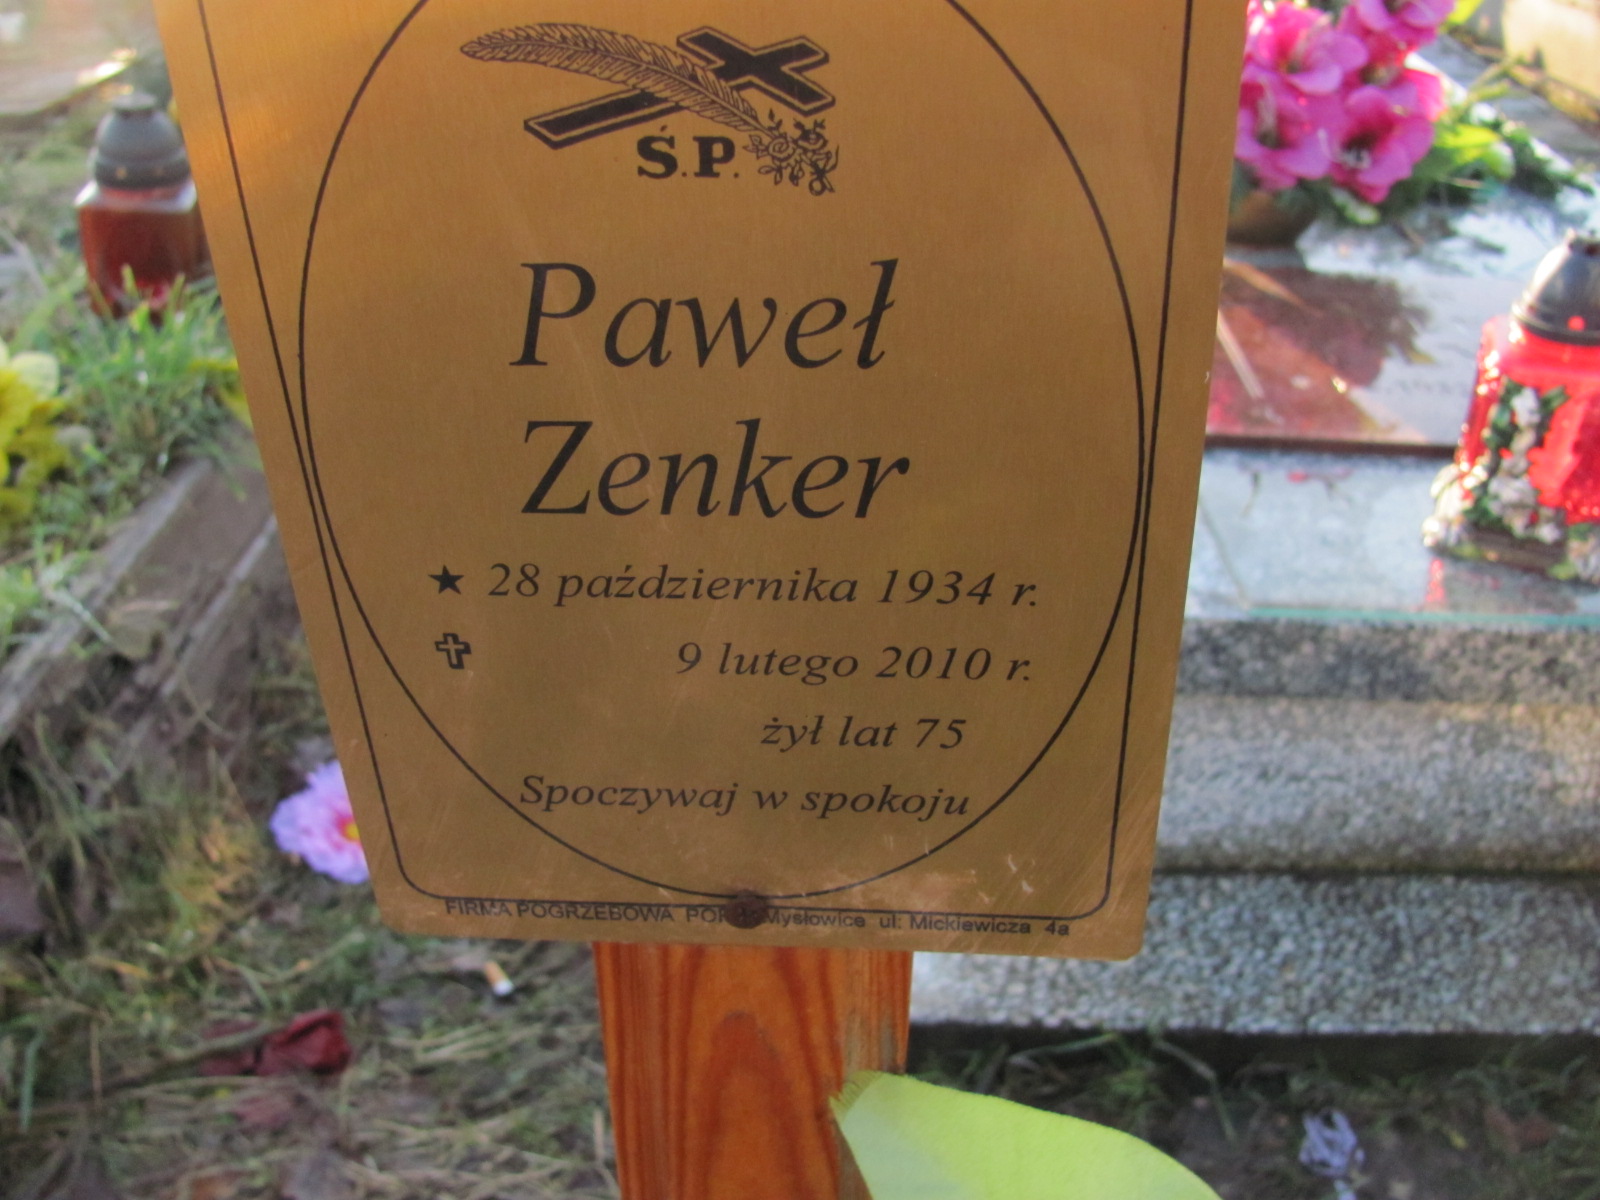 Ś.P.
Paweł
Zenker
★ 28 października 1934 r.
✞ 9 lutego 2010 r.
żył lat 75
Spoczywaj w spokoju
FIRMA POGRZEBOWA Mysłowice ul: Mickiewicza 4a